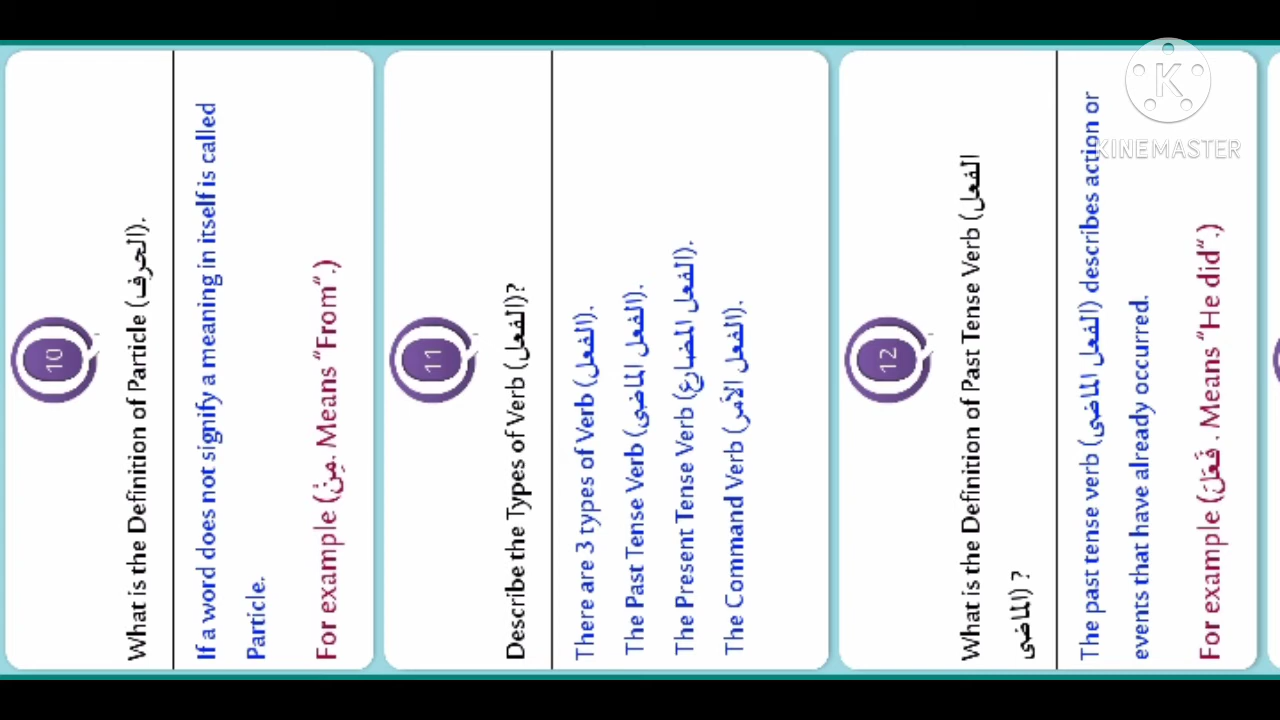 10
What is the Definition of Particle (الحرف).
If a word does not signify a meaning in itself is called
Particle.
For example (مِنْ. Means “From“.)
11
Describe the Types of Verb (الفعل)?
There are 3 types of Verb (الفعل).
The Past Tense Verb (الفعل الماضى).
The Present Tense Verb (الفعل المضارع).
The Command Verb (الفعل الأمر).
12
What is the Definition of Past Tense Verb (الفعل
الماضى) ?
The past tense verb (الفعل الماضى) describes action or
events that have already occurred.
For example (فَعَلَ . Means “He did“.)
K
KINEMASTER